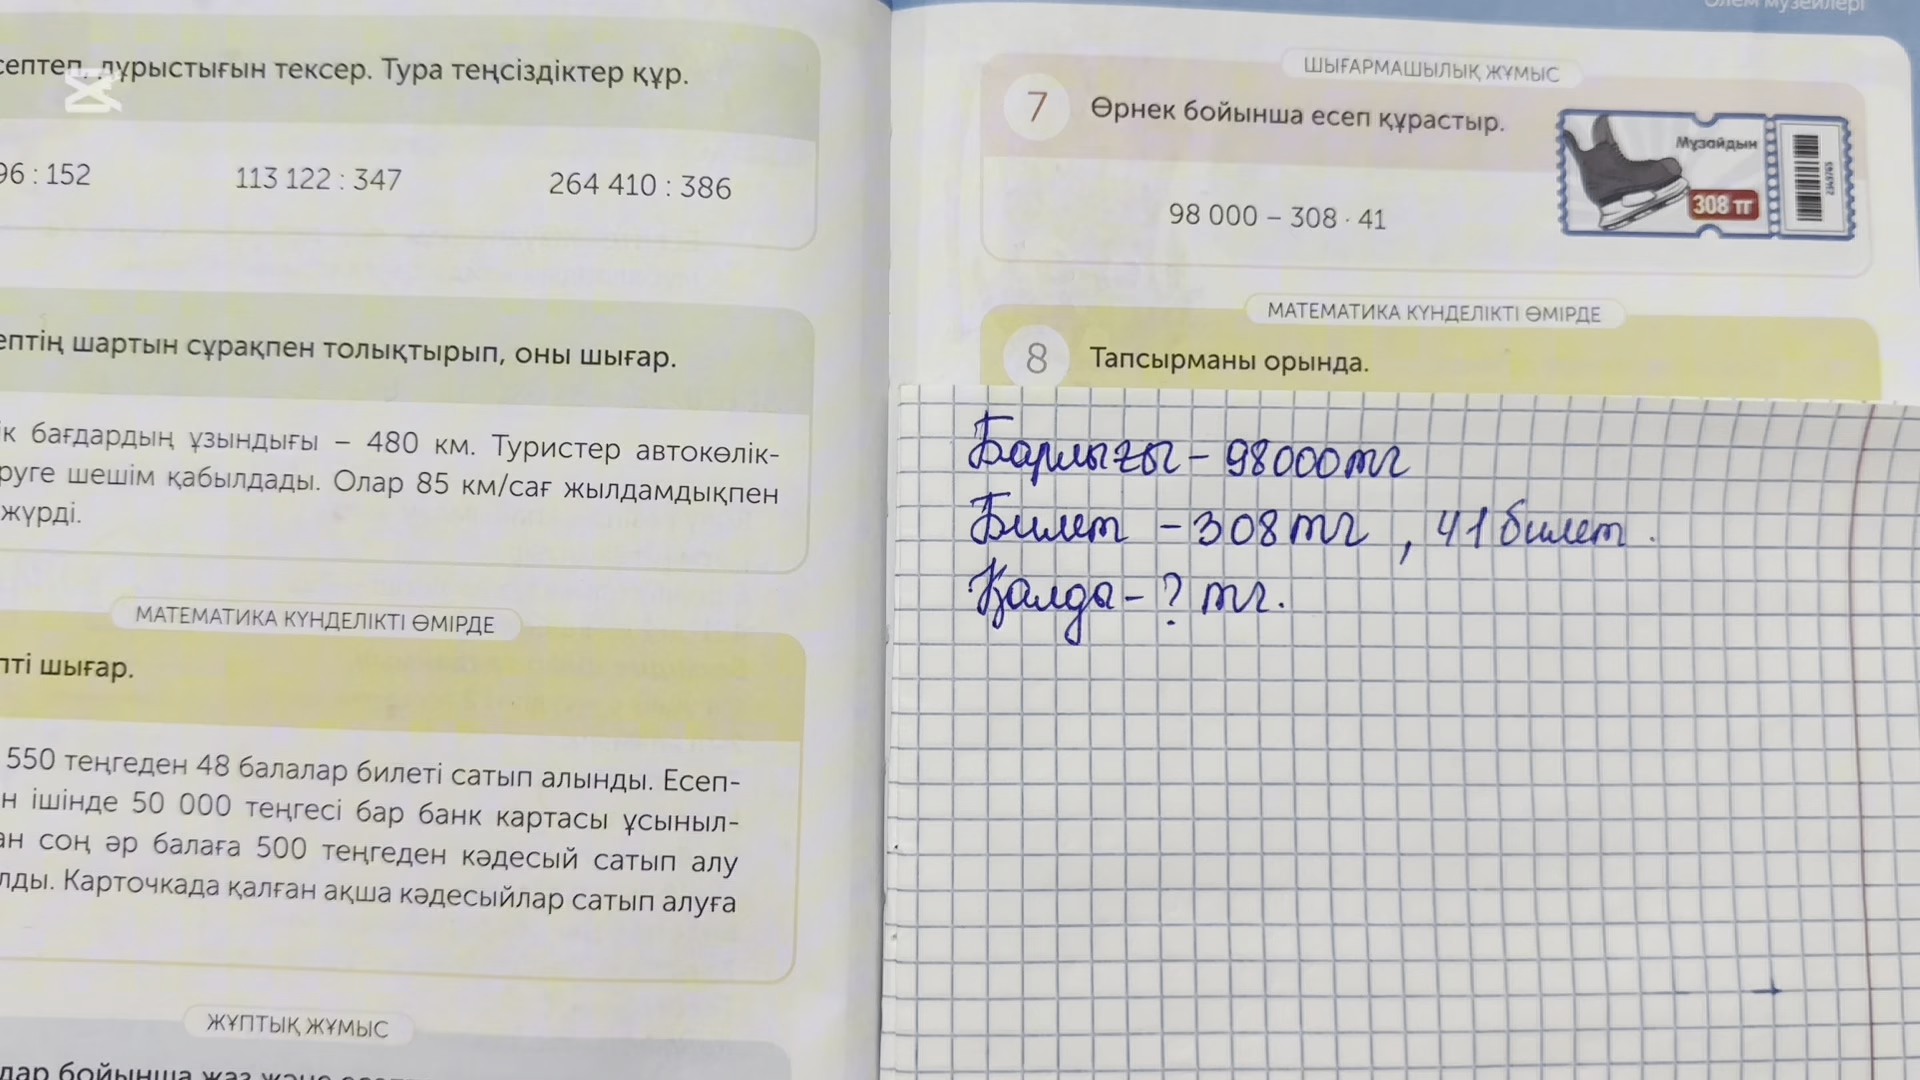 септеп, дұрыстығын тексер. Тура теңсіздіктер құр.
96 : 152 113 122 : 347 264 410 : 386
ептің шартын сұрақпен толықтырып, оны шығар.
ік бағдардың ұзындығы – 480 км. Туристер автокөлік-
руге шешім қабылдады. Олар 85 км/сағ жылдамдықпен
жүрді.
МАТЕМАТИКА КҮНДЕЛІКТІ ӨМІРДЕ
пті шығар.
550 теңгеден 48 балалар билеті сатып алынды. Есеп-
н ішінде 50 000 теңгесі бар банк картасы ұсыныл-
ан соң әр балаға 500 теңгеден кәдесый сатып алу
лды. Карточкада қалған ақша кәдесыйлар сатып алуға
ЖҰПТЫҚ ЖҰМЫС
дар бойынша жаз және
Әлем музейлері
ШЫҒАРМАШЫЛЫҚ ЖҰМЫС
7 Өрнек бойынша есеп құрастыр.
98 000 – 308 · 41
Мұзайдын
308 тг
МАТЕМАТИКА КҮНДЕЛІКТІ ӨМІРДЕ
8 Тапсырманы орында.
Барлығы – 98000тг
Билет – 308тг , 41 билет.
Қалды – ? тг.